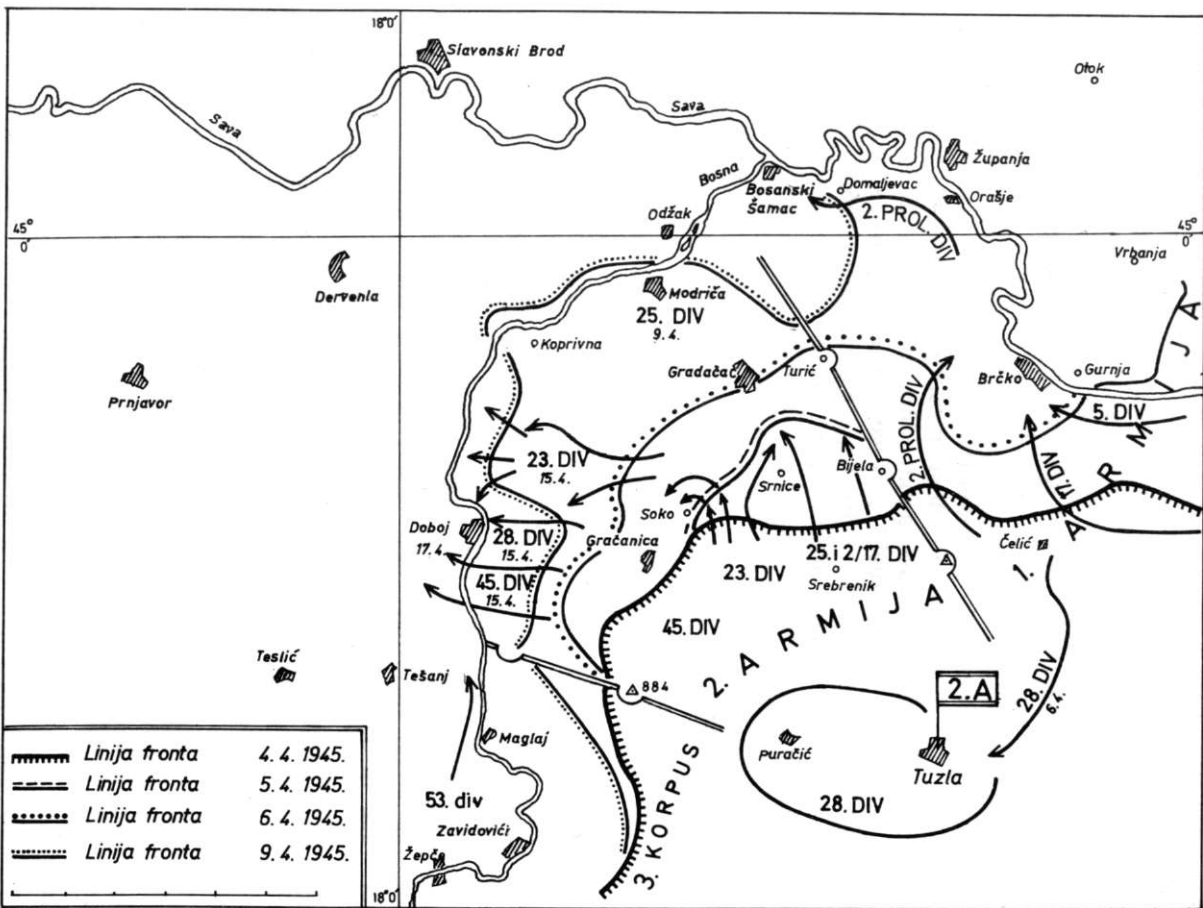 18°0'
Slavenski Brod
Otok
Sava
Sava
Županja
Bosna
Bosanski
Šamac
Domaljevac
Orašje
2. PROL. DIV
Odžak
45°
0'
45°
0'
Vrbanja
Derventa
Modriča
25. DIV
9.4.
Koprivna
Turić
Gradačac
Brčko
Gurnja
Prnjavor
5. DIV
2. PROL. DIV
17. DIV
23. DIV
15.4.
Bijela
Srnice
Soko
Doboj
17.4.
28. DIV
15.4.
Gračanica
Čelić
25. i 2/17. DIV
23. DIV
Srebrenik
45. DIV
15.4.
45. DIV
1. ARMIJA
2. ARMIJA
Teslić
Tešanj
884
2. A
28. DIV
6.4.
Puračić
Tuzla
Maglaj
28. DIV
53. div
3. KORPUS
Zavidovići
Žepče
18°0'
Linija fronta 4.4.1945.
Linija fronta 5.4.1945.
Linija fronta 6.4.1945.
Linija fronta 9.4.1945.